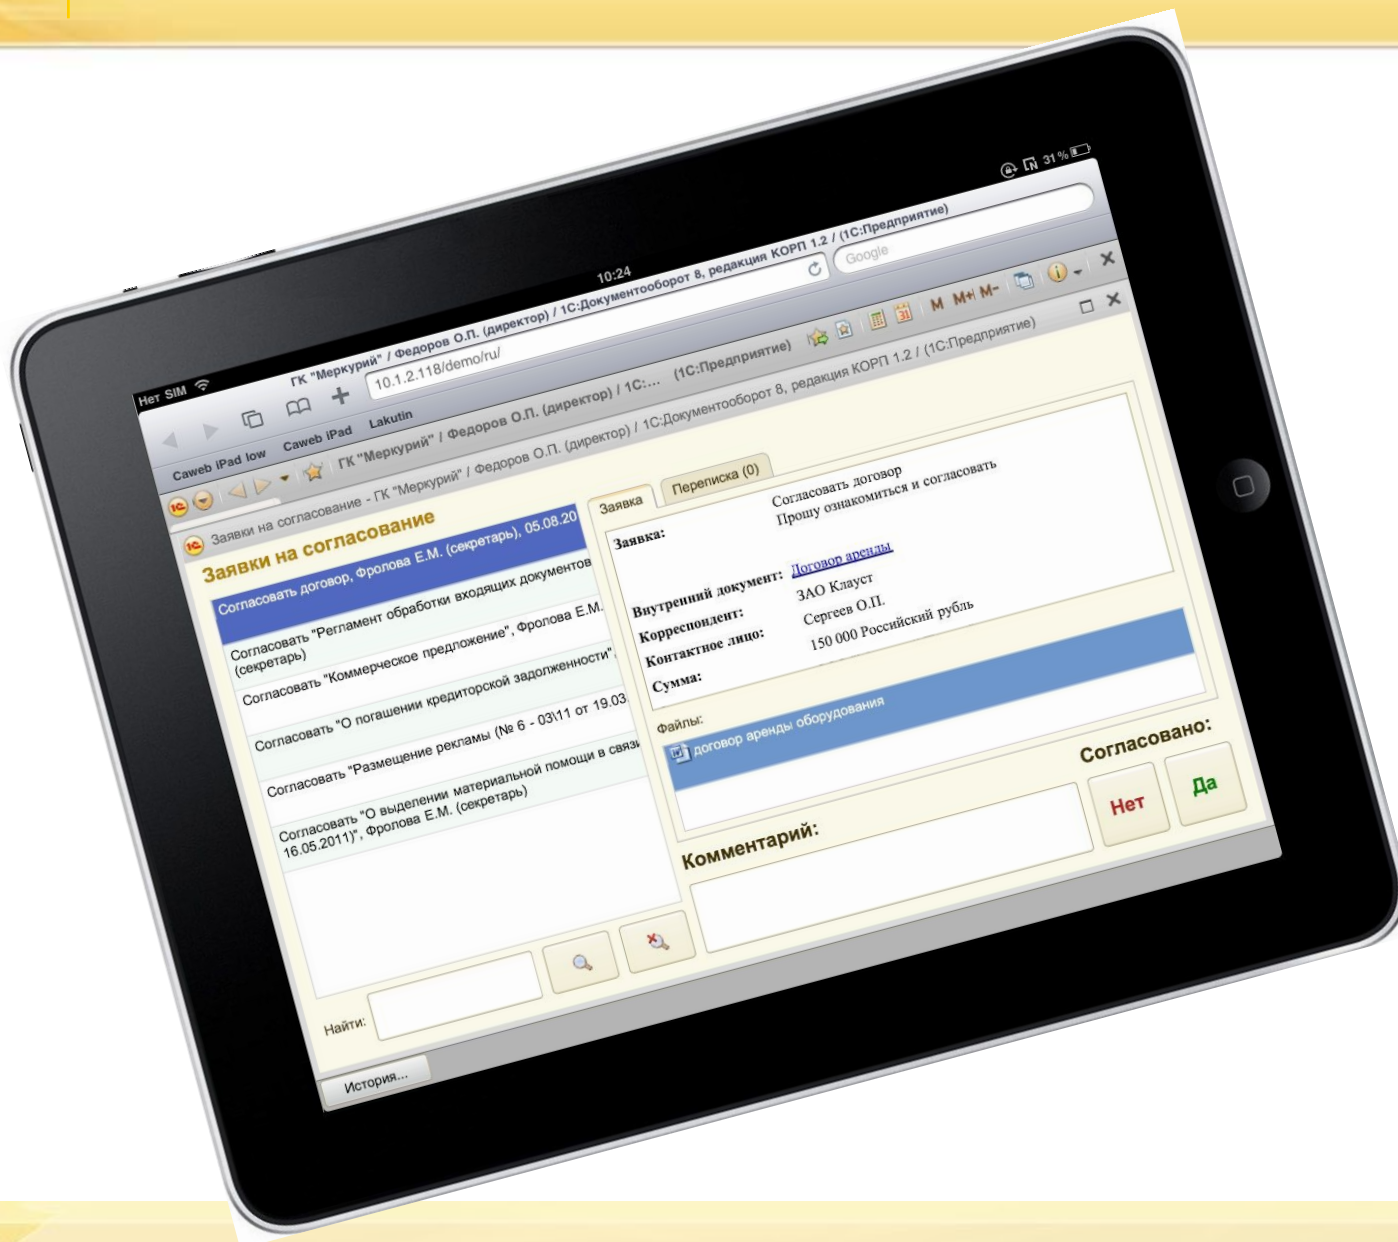 Нет SIM
10:24
31 %
ГК "Меркурий" / Федоров О.П. (директор) / 1С:Документооборот 8, редакция КОРП 1.2 / (1С:Предприятие)
10.1.2.118/demo/ru/
Google
Caweb iPad low
Caweb iPad
Lakutin
ГК "Меркурий" / Федоров О.П. (директор) / 1С:... (1С:Предприятие)
31
M M+ M-
Заявки на согласование - ГК "Меркурий" / Федоров О.П. (директор) / 1С:Документооборот 8, редакция КОРП 1.2 / (1С:Предприятие)
Заявки на согласование
Согласовать договор, Фролова Е.М. (секретарь), 05.08.20
Согласовать "Регламент обработки входящих документов
(секретарь)
Согласовать "Коммерческое предложение", Фролова Е.М.
Согласовать "О погашении кредиторской задолженности",
Согласовать "Размещение рекламы (№ 6 - 03\11 от 19.03
Согласовать "О выделении материальной помощи в связи
16.05.2011)", Фролова Е.М. (секретарь)
Найти:
История...
Заявка
Переписка (0)
Заявка: Согласовать договор
Прошу ознакомиться и согласовать
Внутренний документ: Договор аренды
Корреспондент: ЗАО Клауст
Контактное лицо: Сергеев О.П.
Сумма: 150 000 Российский рубль
Файлы:
договор аренды оборудования
Комментарий:
Согласовано:
Нет
Да